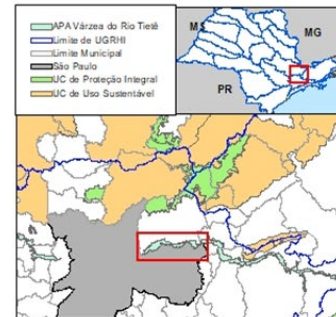 APA Várzea do Rio Tietê
Limite de UGRHI
Limite Municipal
São Paulo
UC de Proteção Integral
UC de Uso Sustentável
MS
MG
PR